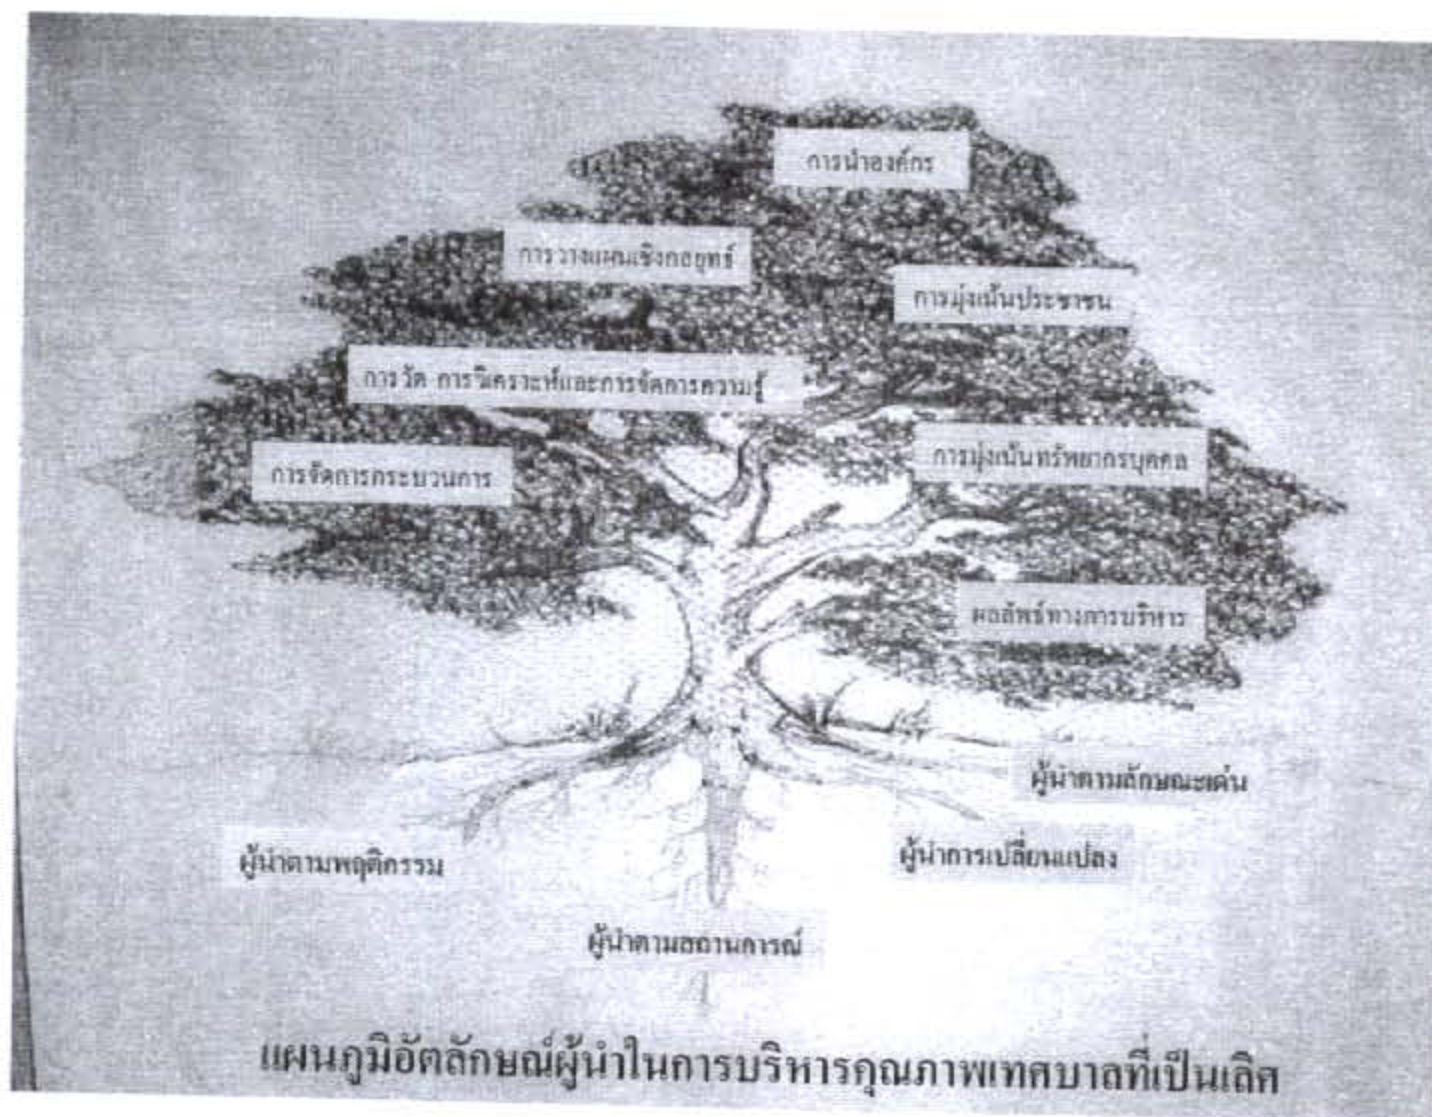 การนำองค์กร
การวางแผนเชิงกลยุทธ์
การมุ่งเน้นประชาชน
การวัด การวิเคราะห์และการจัดการความรู้
การมุ่งเน้นทรัพยากรบุคคล
การจัดการกระบวนการ
ผลลัพธ์ทางการบริหาร
ผู้นำตามลักษณะเด่น
ผู้นำตามพฤติกรรม
ผู้นำการเปลี่ยนแปลง
ผู้นำตามสถานการณ์
แผนภูมิอัตลักษณ์ผู้นำในการบริหารคุณภาพเทศบาลที่เป็นเลิศ